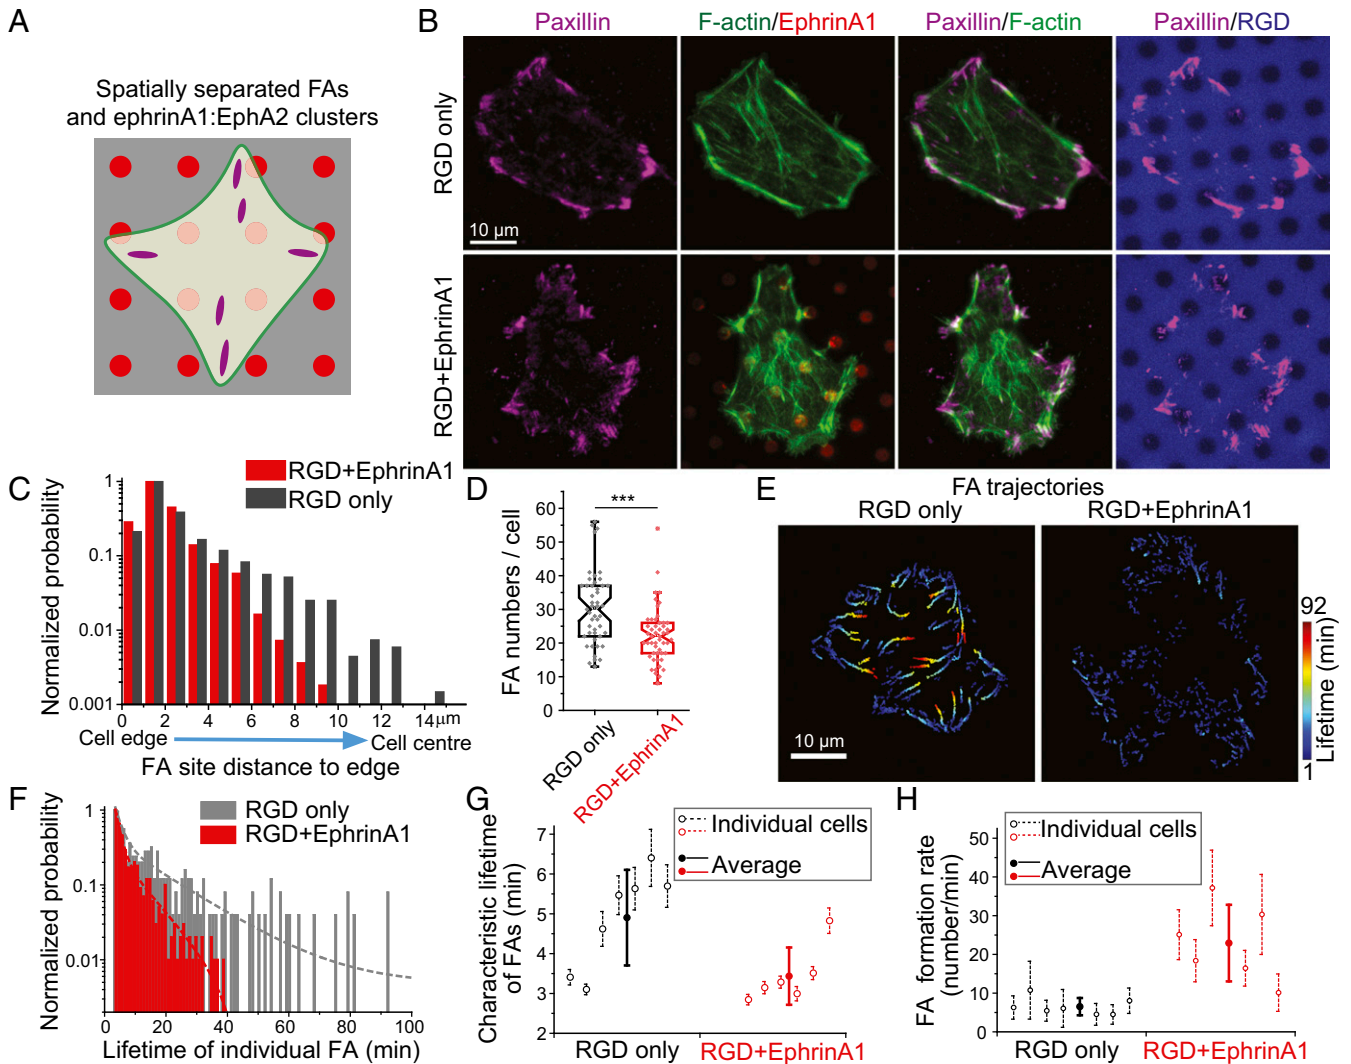 A
Spatially separated FAs
and ephrinA1:EphA2 clusters
B
Paxillin
F-actin/EphrinA1
Paxillin/F-actin
Paxillin/RGD
RGD only
10 µm
RGD+EphrinA1
C
RGD+EphrinA1
RGD only
Normalized probability
1
0.1
0.01
0.001
0 2 4 6 8 10 12 14µm
Cell edge
Cell centre
FA site distance to edge
D
***
FA numbers / cell
60
50
40
30
20
10
0
RGD only
RGD+EphrinA1
E
FA trajectories
RGD only
RGD+EphrinA1
10 µm
92
Lifetime (min)
1
F
RGD only
RGD+EphrinA1
Normalized probability
1
0.1
0.01
0 20 40 60 80 100
Lifetime of individual FA (min)
G
Characteristic lifetime
of FAs (min)
Individual cells
Average
7
6
5
4
3
2
RGD only
RGD+EphrinA1
H
FA formation rate
(number/min)
Individual cells
Average
50
40
30
20
10
0
RGD only
RGD+EphrinA1